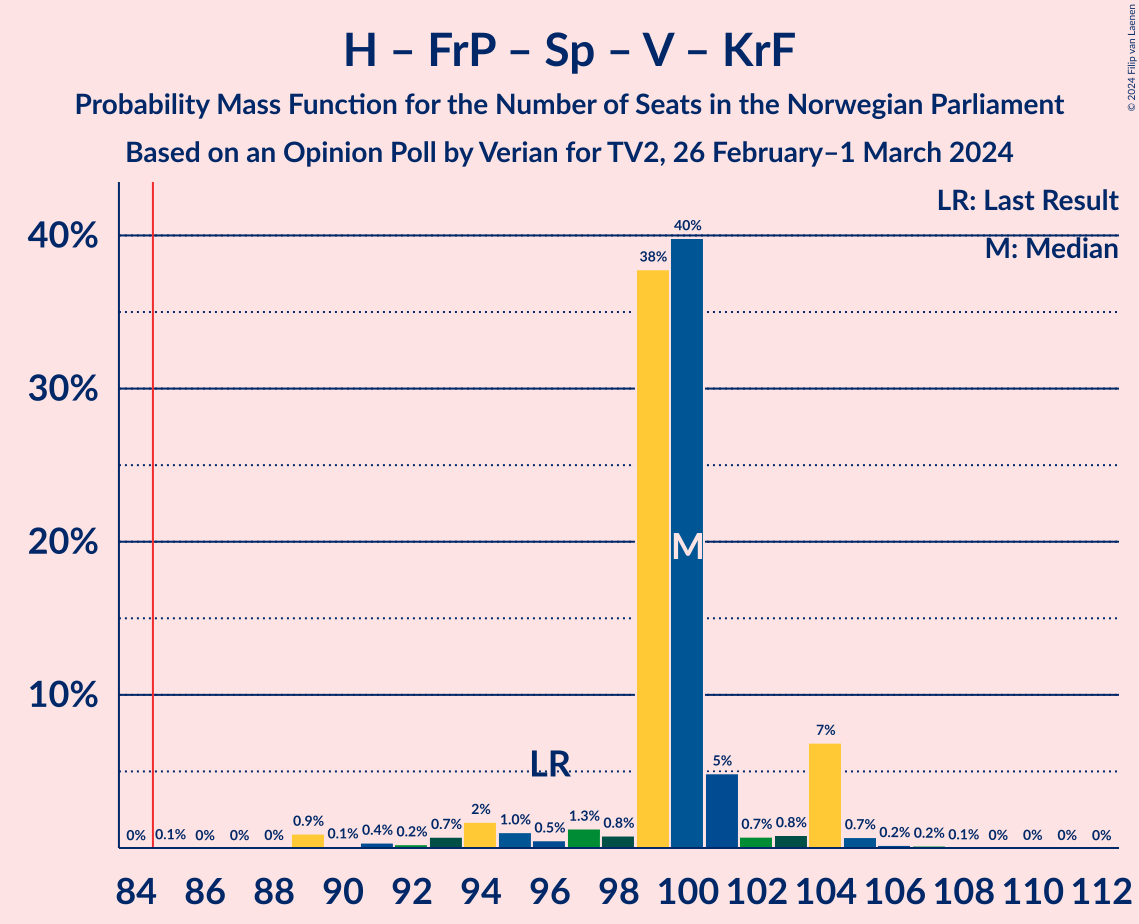 H – FrP – Sp – V – KrF
Probability Mass Function for the Number of Seats in the Norwegian Parliament
Based on an Opinion Poll by Verian for TV2, 26 February–1 March 2024
© 2024 Filip van Laenen
LR: Last Result
M: Median
40%
30%
20%
10%
0% 0.1% 0% 0% 0% 0.9% 0.1% 0.4% 0.2% 0.7% 2% 1.0% 0.5% 1.3% 0.8% 38% 40% 5% 0.7% 0.8% 7% 0.7% 0.2% 0.2% 0.1% 0% 0% 0% 0%
LR
M
84 86 88 90 92 94 96 98 100 102 104 106 108 110 112